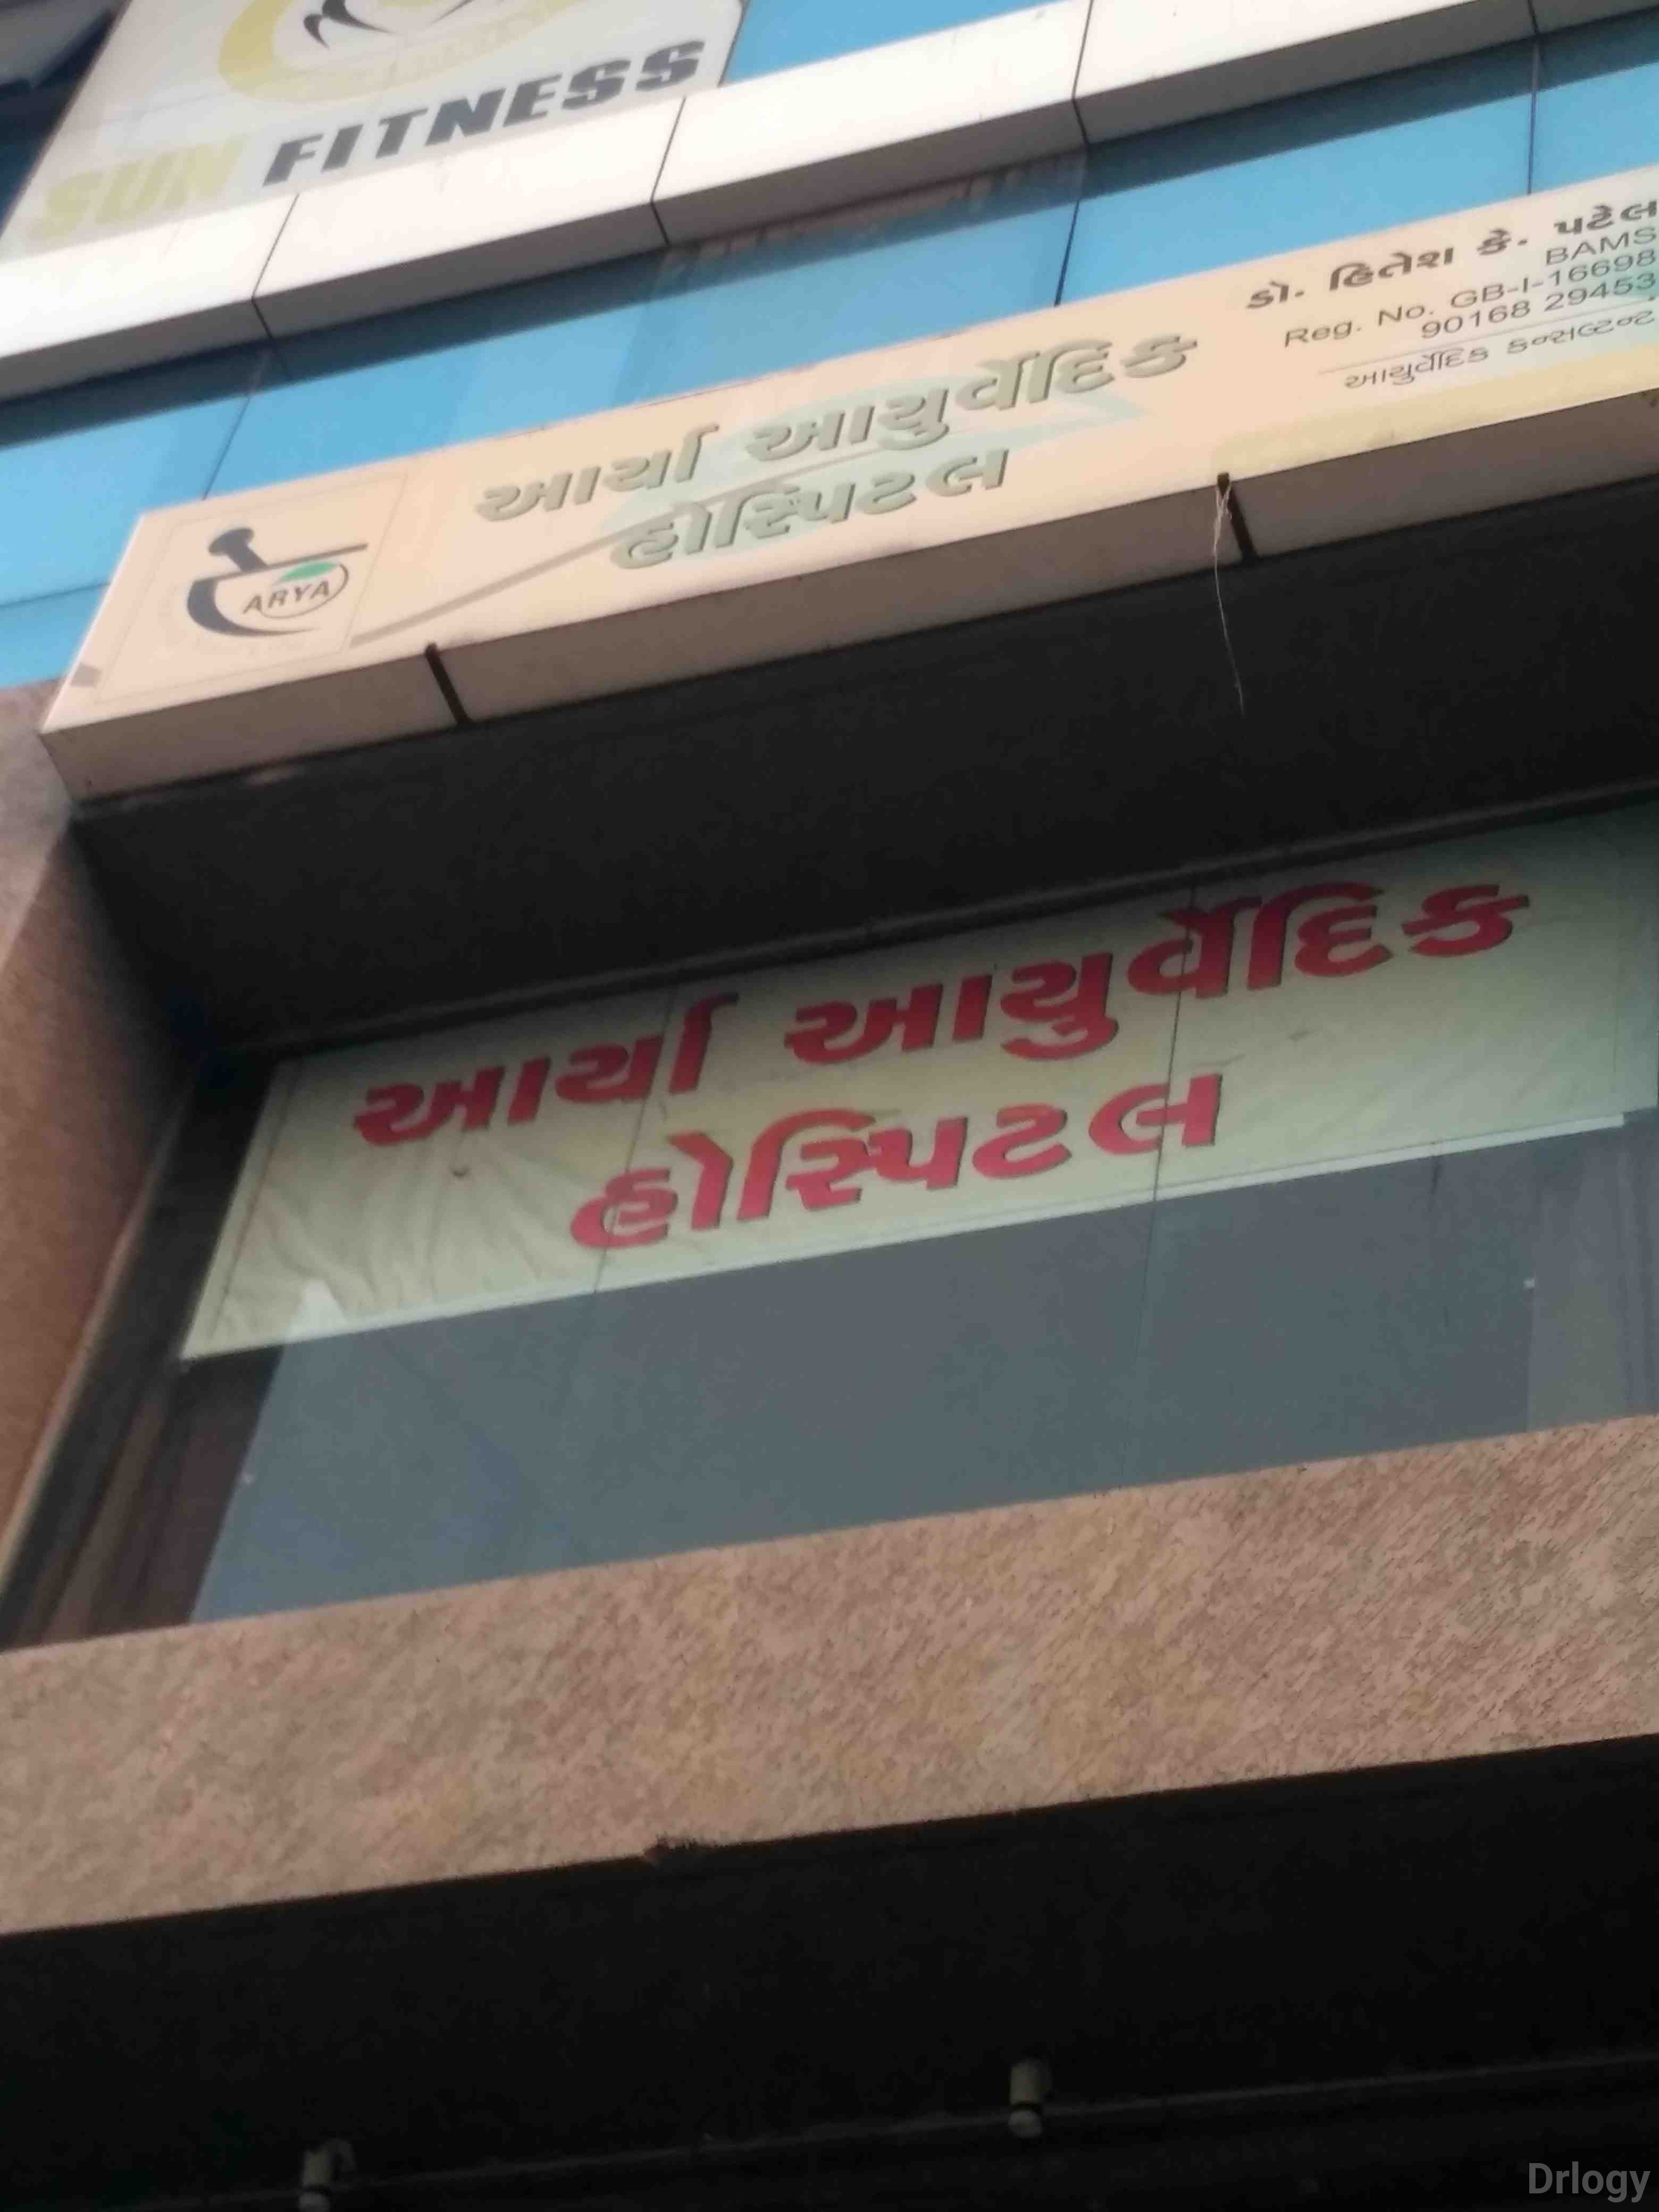 SUN FITNESS
ARYA
આર્યા આયુર્વેદિક
હોસ્પિટલ
ડો. હિતેશ કે. પટેલ
BAMS
Reg. No. GB-I-16698
90168 29453
આયુર્વેદિક કન્સલ્ટન્ટ
આર્યા આયુર્વેદિક
હોસ્પિટલ
Drlogy